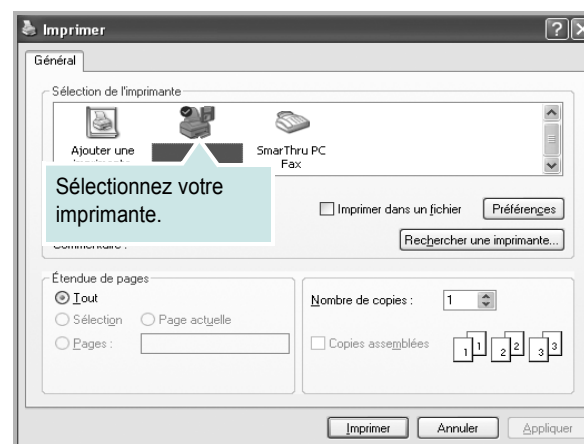 Imprimer
Général
Sélection de l'imprimante
Ajouter une
SmarThru PC
Fax
Sélectionnez votre
imprimante.
Imprimer dans un fichier
Préférences
Rechercher une imprimante...
Étendue de pages
Tout
Sélection
Page actuelle
Pages :
Nombre de copies :
1
Copies assemblées
1 1 2 2 3 3
Imprimer
Annuler
Appliquer